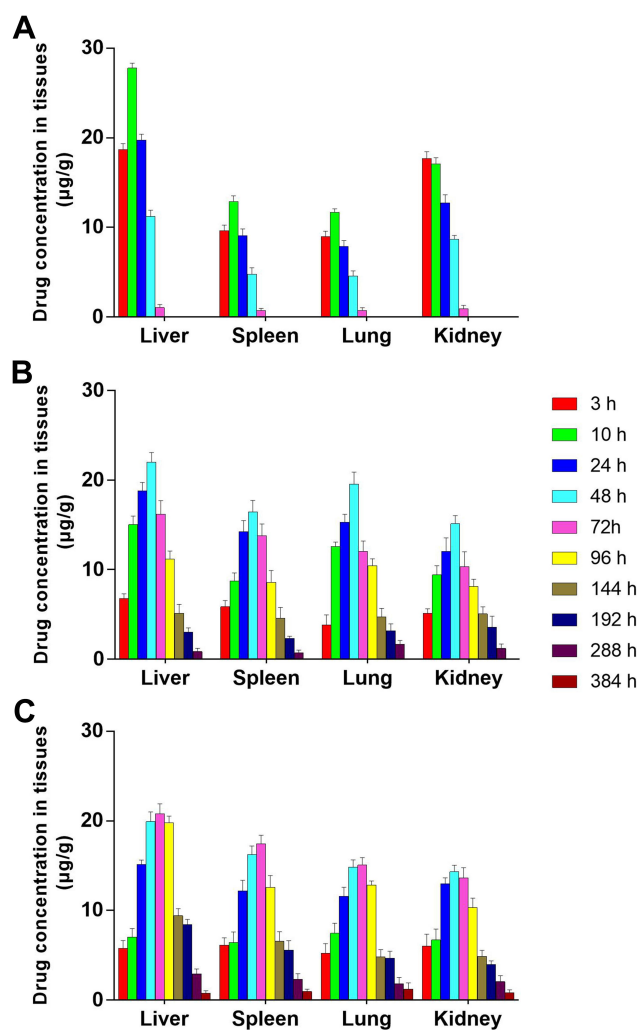 A
Drug concentration in tissues
(μg/g)
30
20
10
0
Liver Spleen Lung Kidney
B
Drug concentration in tissues
(μg/g)
30
20
10
0
Liver Spleen Lung Kidney
3 h
10 h
24 h
48 h
72h
96 h
144 h
192 h
288 h
384 h
C
Drug concentration in tissues
(μg/g)
30
20
10
0
Liver Spleen Lung Kidney